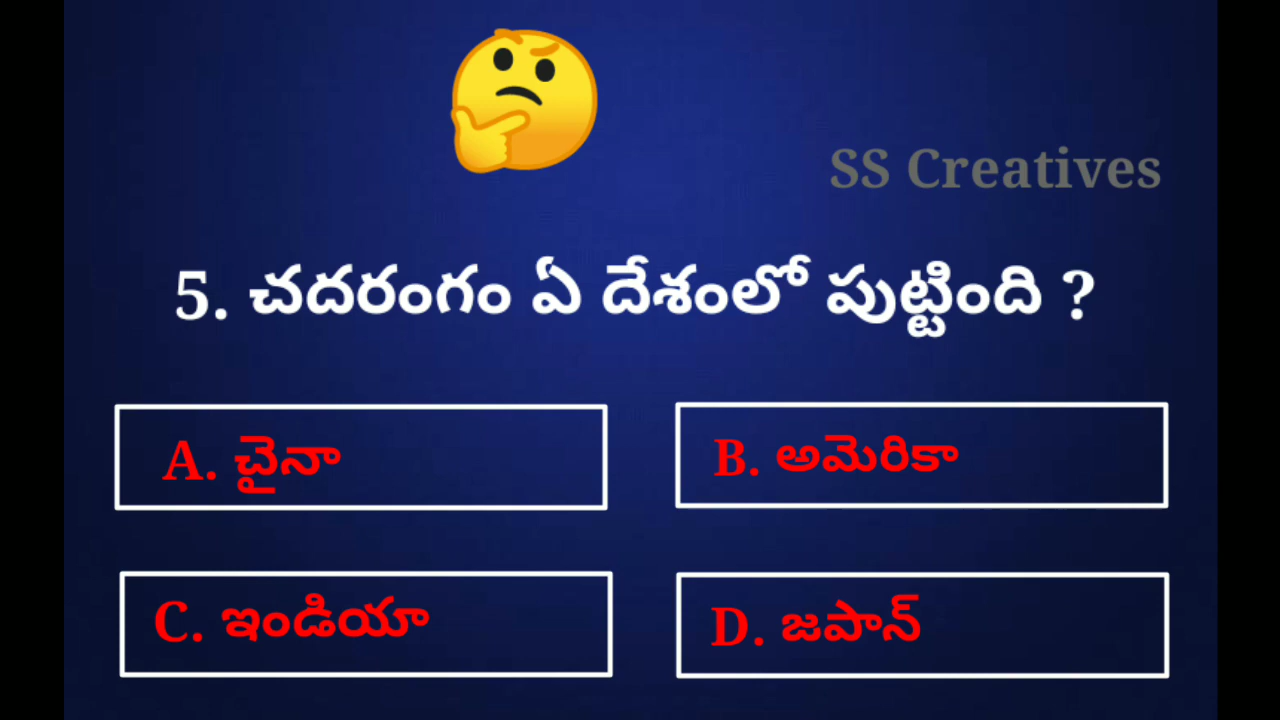 SS Creatives
5. చదరంగం ఏ దేశంలో పుట్టింది ?
A. చైనా
B. అమెరికా
C. ఇండియా
D. జపాన్